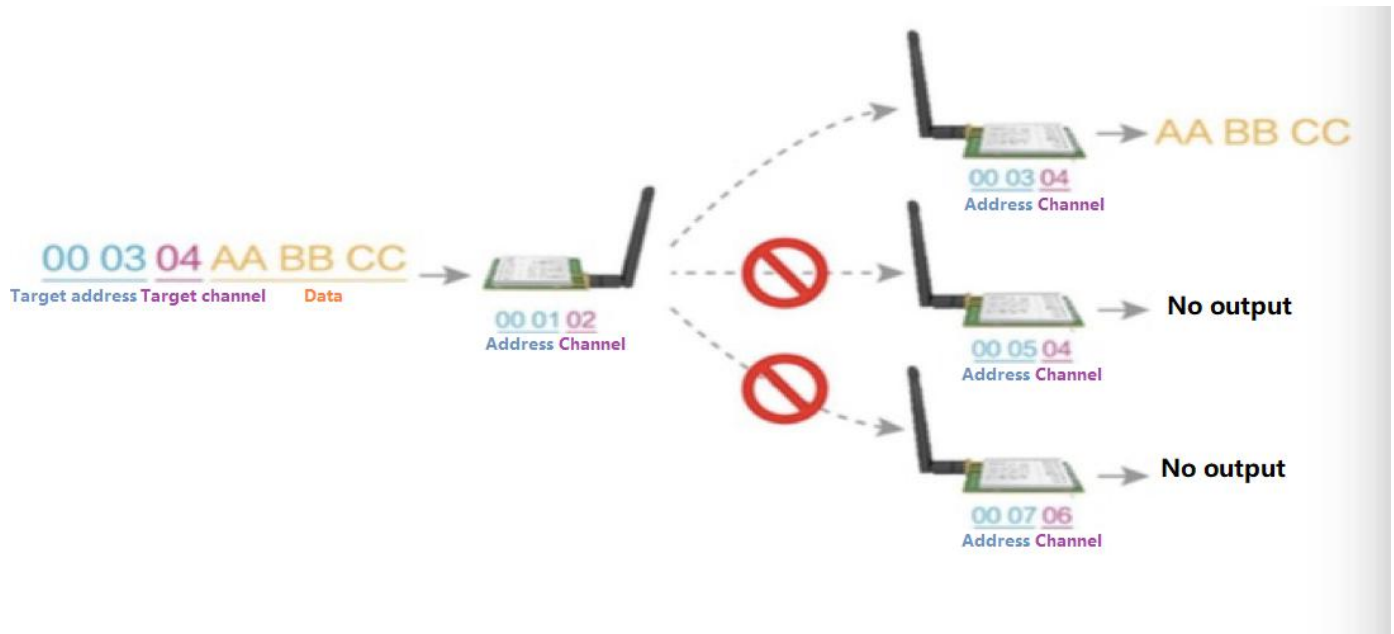 00 03 04 AA BB CC
Target address Target channel Data
00 01 02
Address Channel
AA BB CC
00 03 04
Address Channel
No output
00 05 04
Address Channel
No output
00 07 06
Address Channel